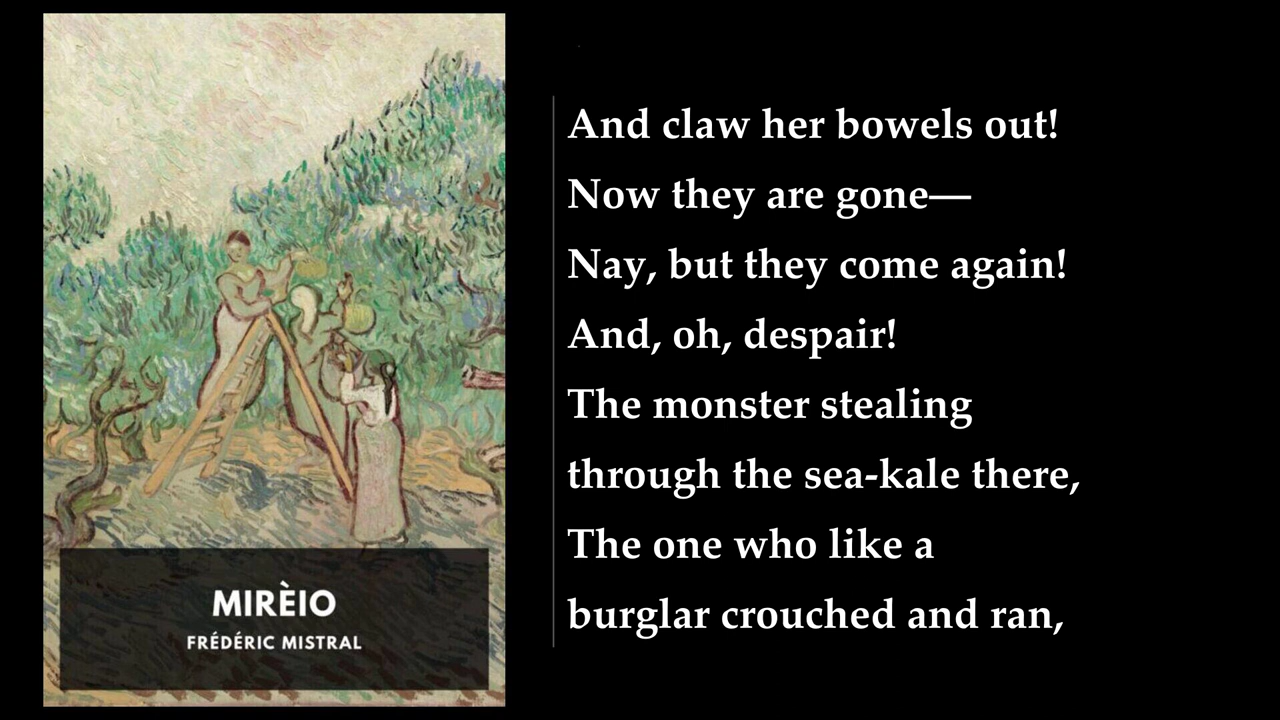 MIRÈIO
FRÉDÉRIC MISTRAL
And claw her bowels out!
Now they are gone—
Nay, but they come again!
And, oh, despair!
The monster stealing
through the sea-kale there,
The one who like a
burglar crouched and ran,